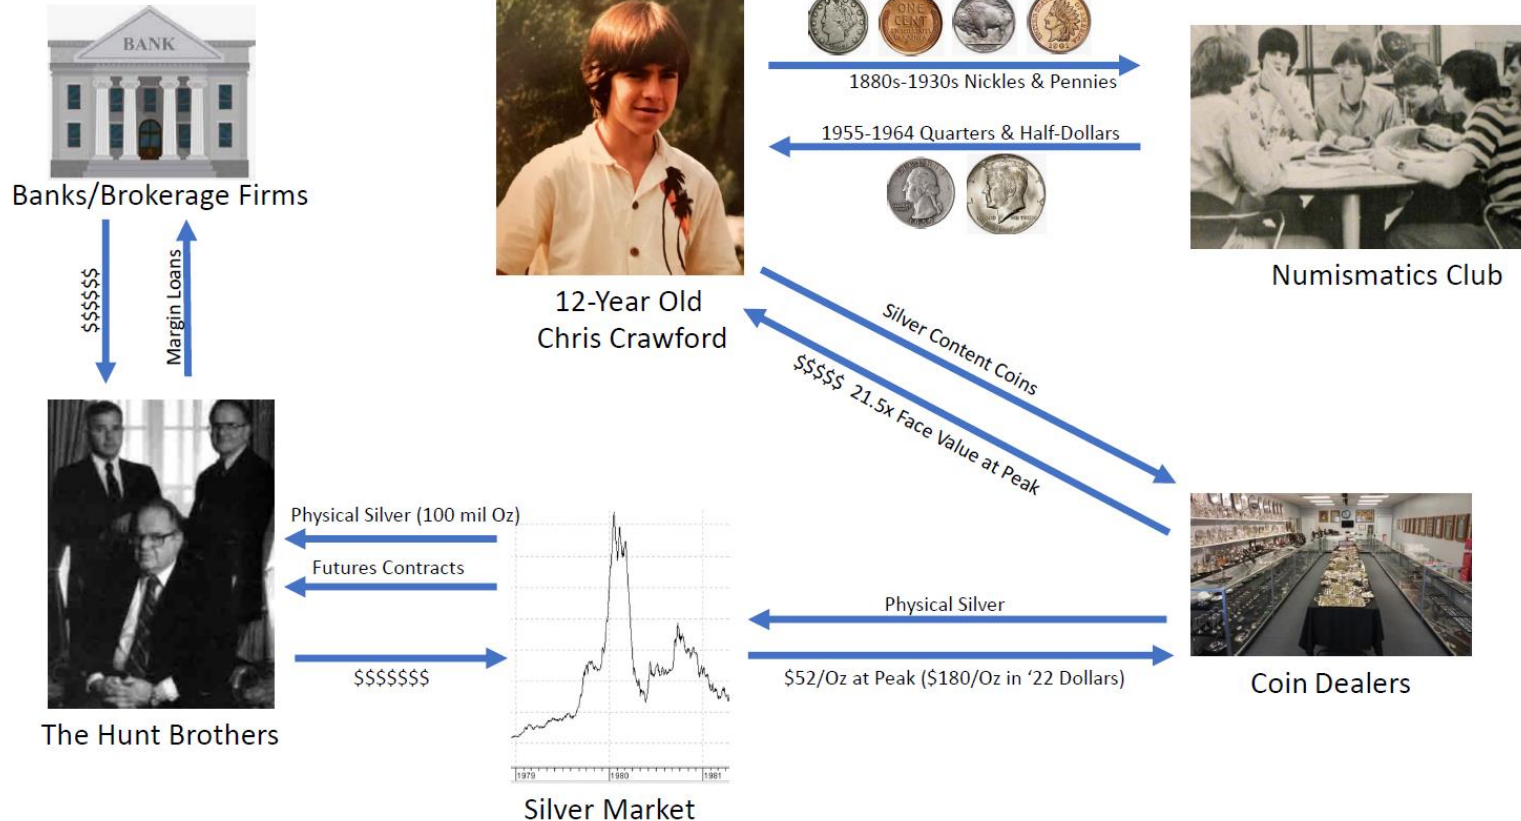 BANK
Banks/Brokerage Firms
$$$$$$
Margin Loans
12-Year Old
Chris Crawford
ONE
CENT
1901
1880s-1930s Nickles & Pennies
1955-1964 Quarters & Half-Dollars
Numismatics Club
Silver Content Coins
$$$$$ 21.5x Face Value at Peak
The Hunt Brothers
Physical Silver (100 mil Oz)
Futures Contracts
$$$$$$$
1979
1980
1981
Silver Market
Physical Silver
$52/Oz at Peak ($180/Oz in ‘22 Dollars)
Coin Dealers